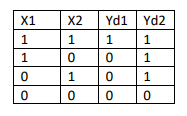 X1 X2 Yd1 Yd2
1 1 1 1
1 0 0 1
0 1 0 1
0 0 0 0